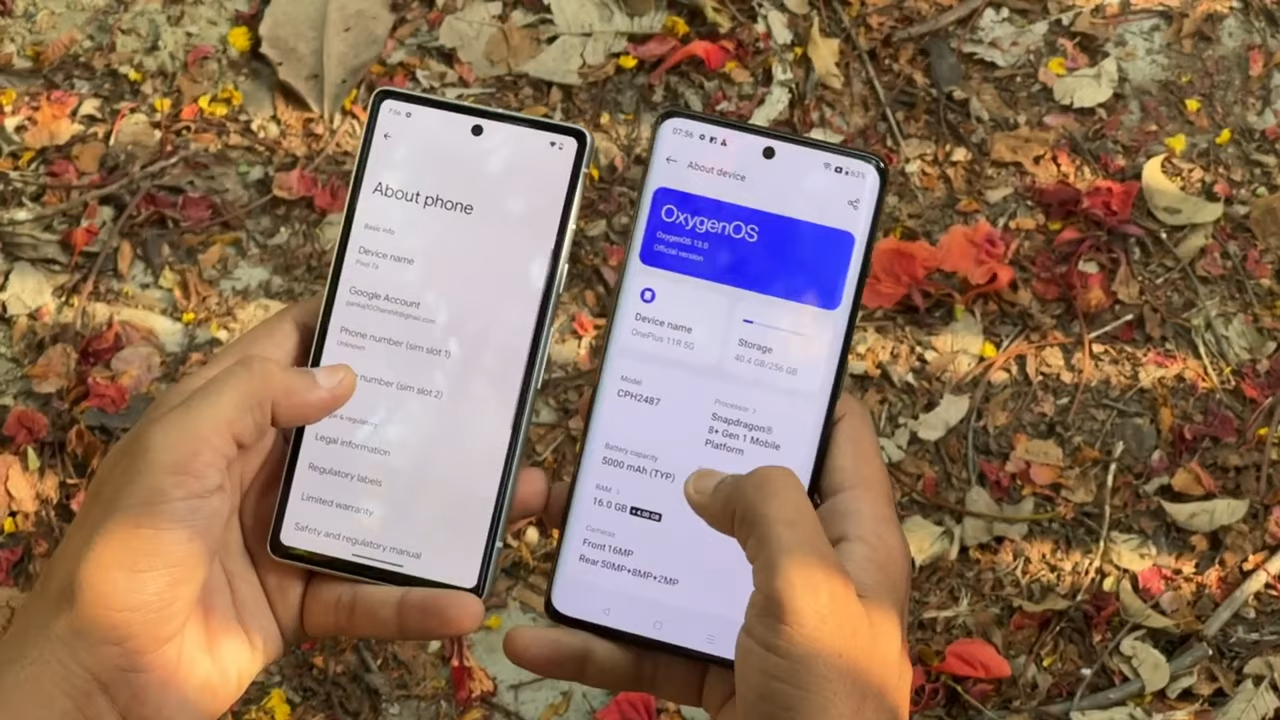 7:56
About phone
Basic info
Device name
Pixel 7a
Google Account
Phone number (sim slot 1)
Unknown
number (sim slot 2)
Legal information
Regulatory labels
Limited warranty
Safety and regulatory manual
07:56
63%
About device
OxygenOS
OxygenOS 13.0
Official version
Device name
OnePlus 11R 5G
Storage
40.4 GB/256 GB
Model
CPH2487
Processor >
Snapdragon®
8+ Gen 1 Mobile
Platform
Battery capacity
5000 mAh (TYP)
RAM >
16.0 GB + 4.00 GB
Cameras
Front 16MP
Rear 50MP+8MP+2MP